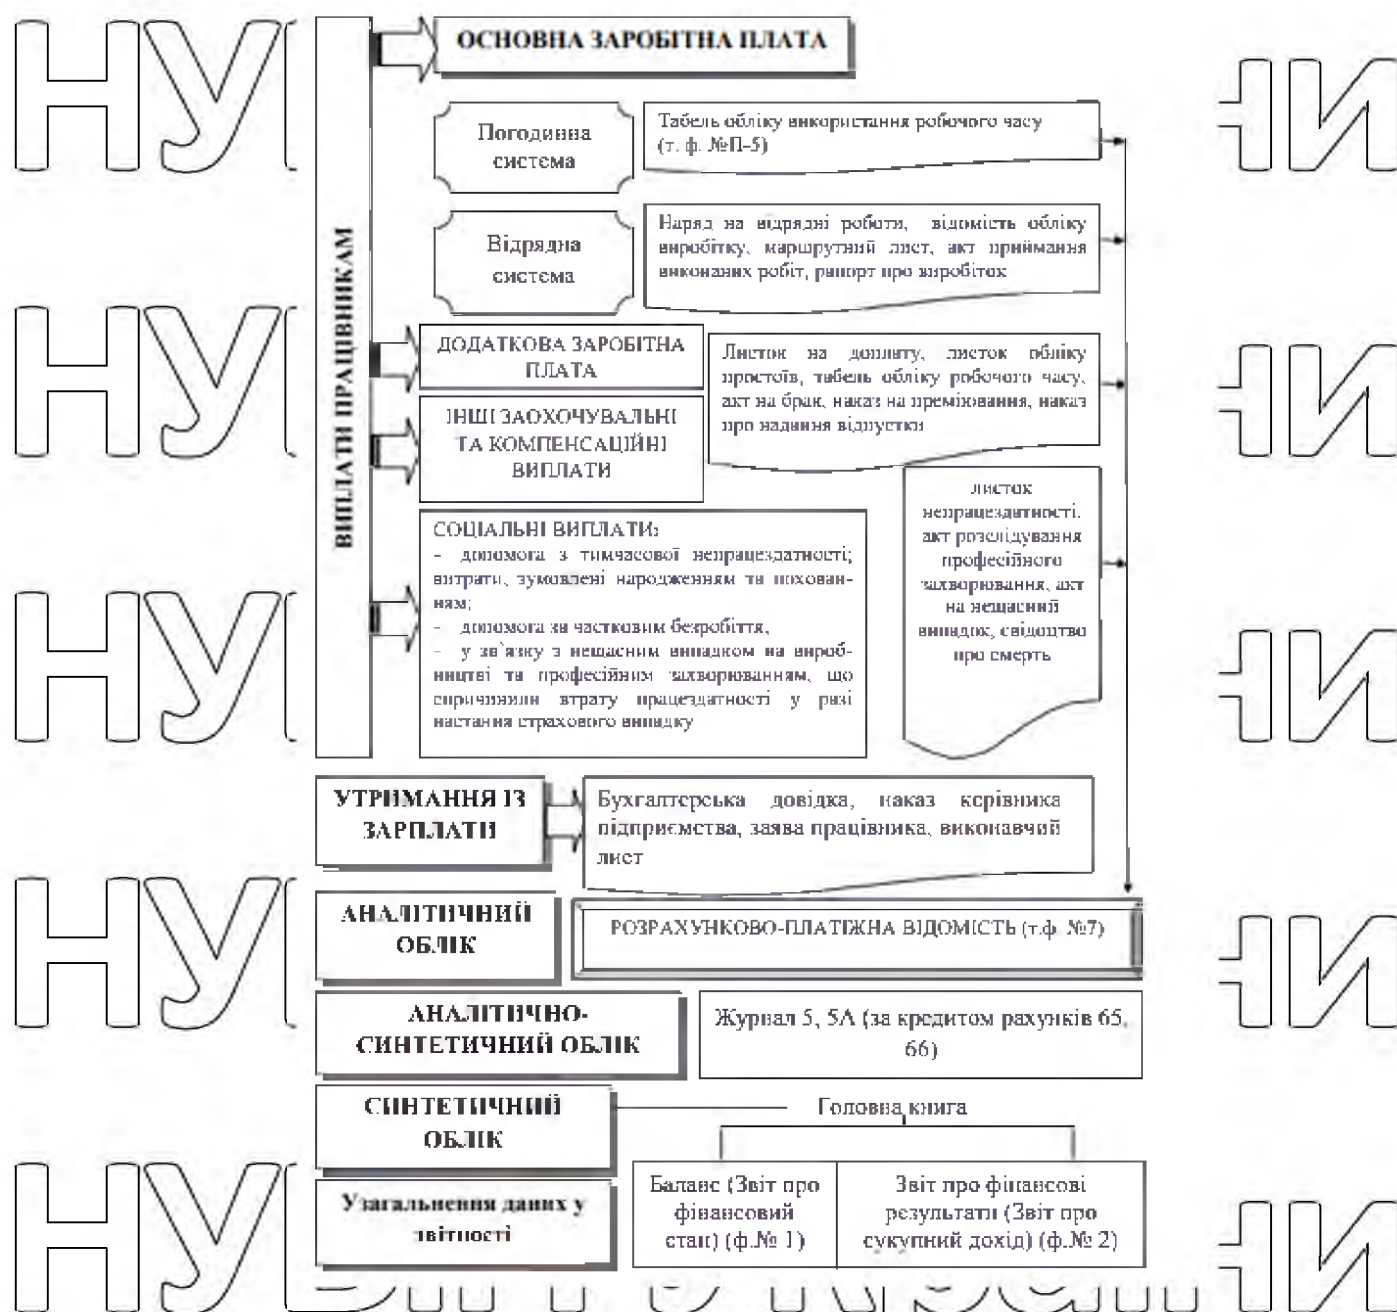 ВИПЛАТИ ПРАЦІВНИКАМ
ОСНОВНА ЗАРОБІТНА ПЛАТА
Погодинна
система
Табель обліку використання робочого часу
(т. ф. №П-5)
Відрядна
система
Наряд на відрядні роботи, відомість обліку
виробітку, маршрутний лист, акт приймання
виконаних робіт, рапорт про виробіток
ДОДАТКОВА ЗАРОБІТНА
ПЛАТА
ІНШІ ЗАОХОЧУВАЛЬНІ
ТА КОМПЕНСАЦІЙНІ
ВИПЛАТИ
Листок на доплату, листок обліку
простоїв, табель обліку робочого часу,
акт на брак, наказ на преміювання, наказ
про надання відпустки
СОЦІАЛЬНІ ВИПЛАТИ:
- допомога з тимчасової непрацездатності;
витрати, зумовлені народженням та похован-
ням;
- допомога за частковим безробіття,
- у зв'язку з нещасним випадком на вироб-
ництві та професійним захворюванням, що
спричинили втрату працездатності у разі
настання страхового випадку
листок
непрацездатності,
акт розслідування
професійного
захворювання, акт
на нещасний
випадок, свідоцтво
про смерть
УТРИМАННЯ ІЗ
ЗАРПЛАТИ
Бухгалтерська довідка, наказ керівника
підприємства, заява працівника, виконавчий
лист
АНАЛІТИЧНИЙ
ОБЛІК
РОЗРАХУНКОВО-ПЛАТІЖНА ВІДОМІСТЬ (т.ф. №7)
АНАЛІТИЧНО-
СИНТЕТИЧНИЙ ОБЛІК
Журнал 5, 5А (за кредитом рахунків 65,
66)
СИНТЕТИЧНИЙ
ОБЛІК
Головна книга
Узагальнення даних у
звітності
Баланс (Звіт про
фінансовий
стан) (ф.№ 1)
Звіт про фінансові
результати (Звіт про
сукупний дохід) (ф.№ 2)